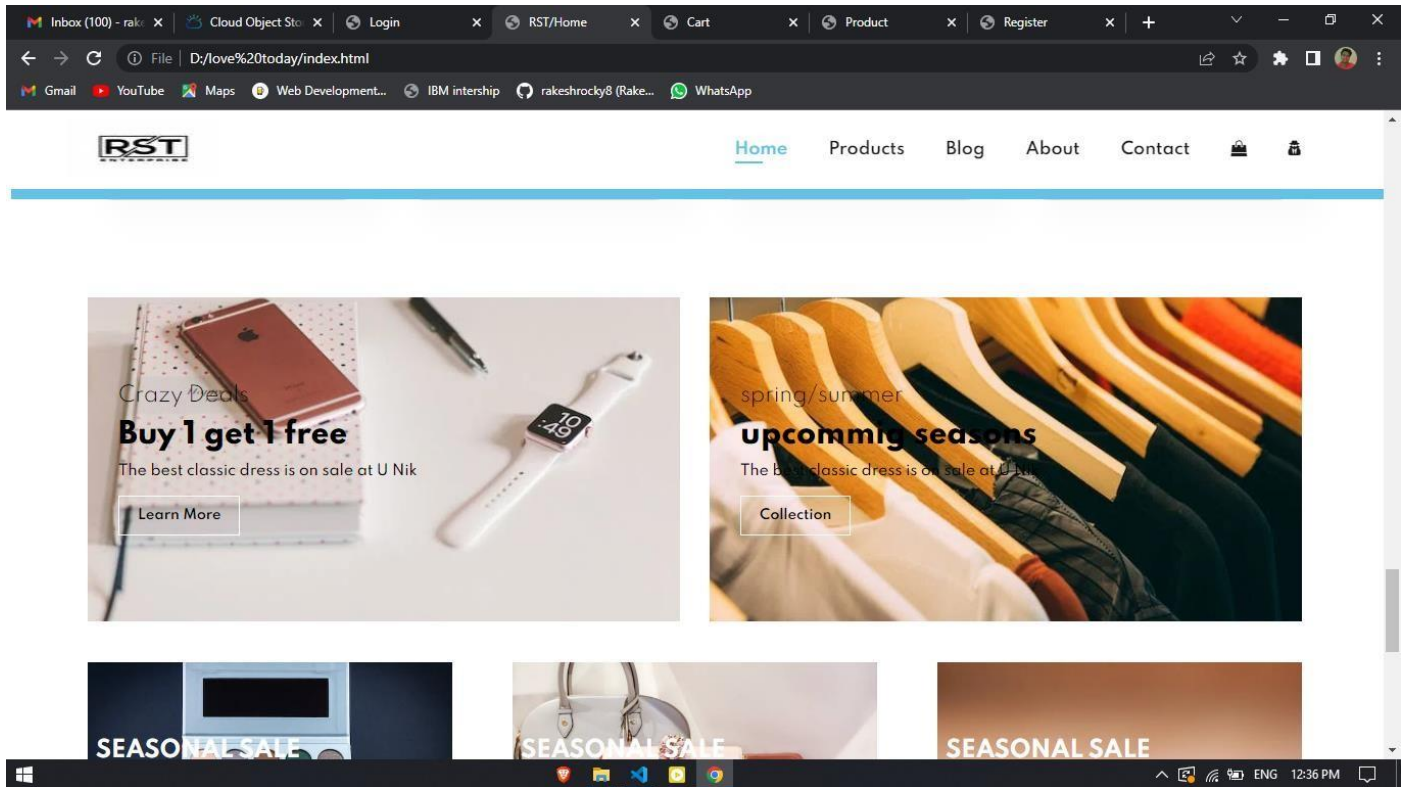 Inbox (100) - rak
Cloud Object Sto
Login
RST/Home
Cart
Product
Register
File D:/love%20today/index.html
Gmail
YouTube
Maps
Web Development...
IBM intership
rakeshrocky8 (Rake...
WhatsApp
RST
ENTERPRISE
Home
Products
Blog
About
Contact
Crazy Deals
Buy 1 get 1 free
The best classic dress is on sale at U Nik
Learn More
10
:49
spring/summer
upcommig seasons
The best classic dress is on sale at U Nik
Collection
SEASONAL SALE
SEASONAL SALE
SEASONAL SALE
ENG
12:36 PM